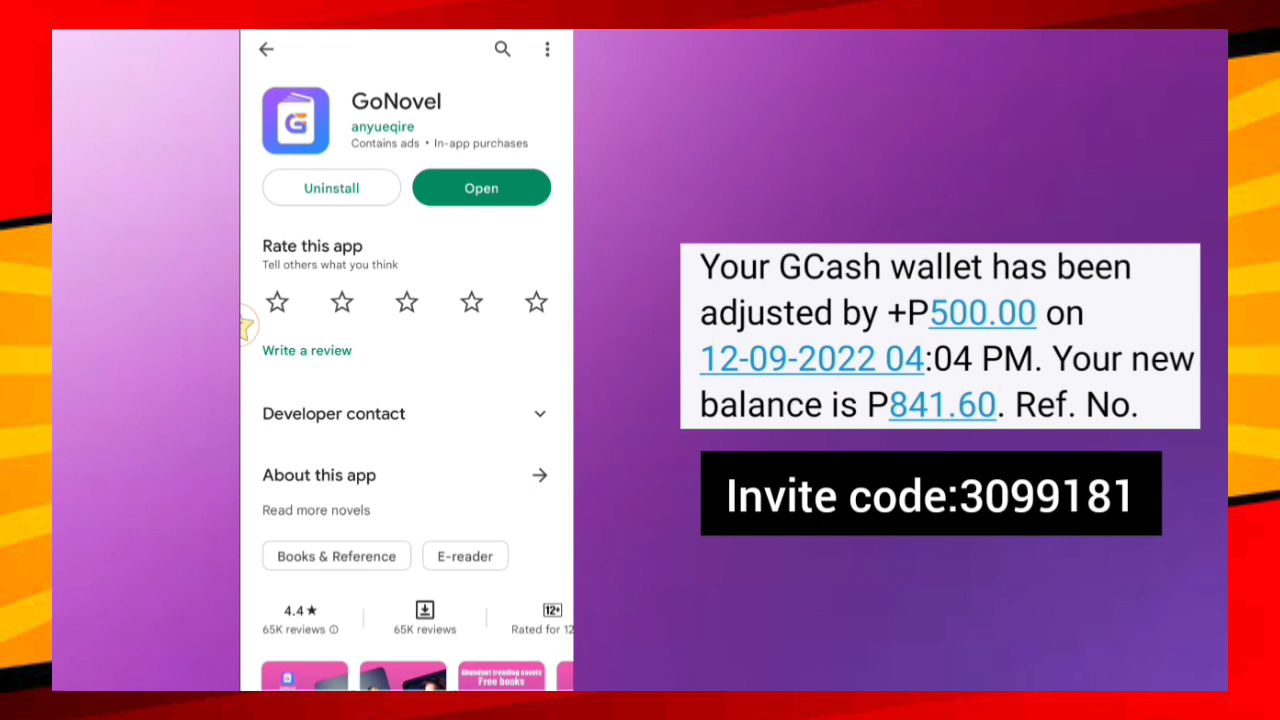 GoNovel
anyueqire
Contains ads • In-app purchases
Uninstall
Open
Rate this app
Tell others what you think
Write a review
Developer contact
About this app
Read more novels
Books & Reference
E-reader
4.4★
65K reviews
65K reviews
12+
Rated for 12
Abundant trending novels
Free books
Your GCash wallet has been
adjusted by +P500.00 on
12-09-2022 04:04 PM. Your new
balance is P841.60. Ref. No.
Invite code:3099181